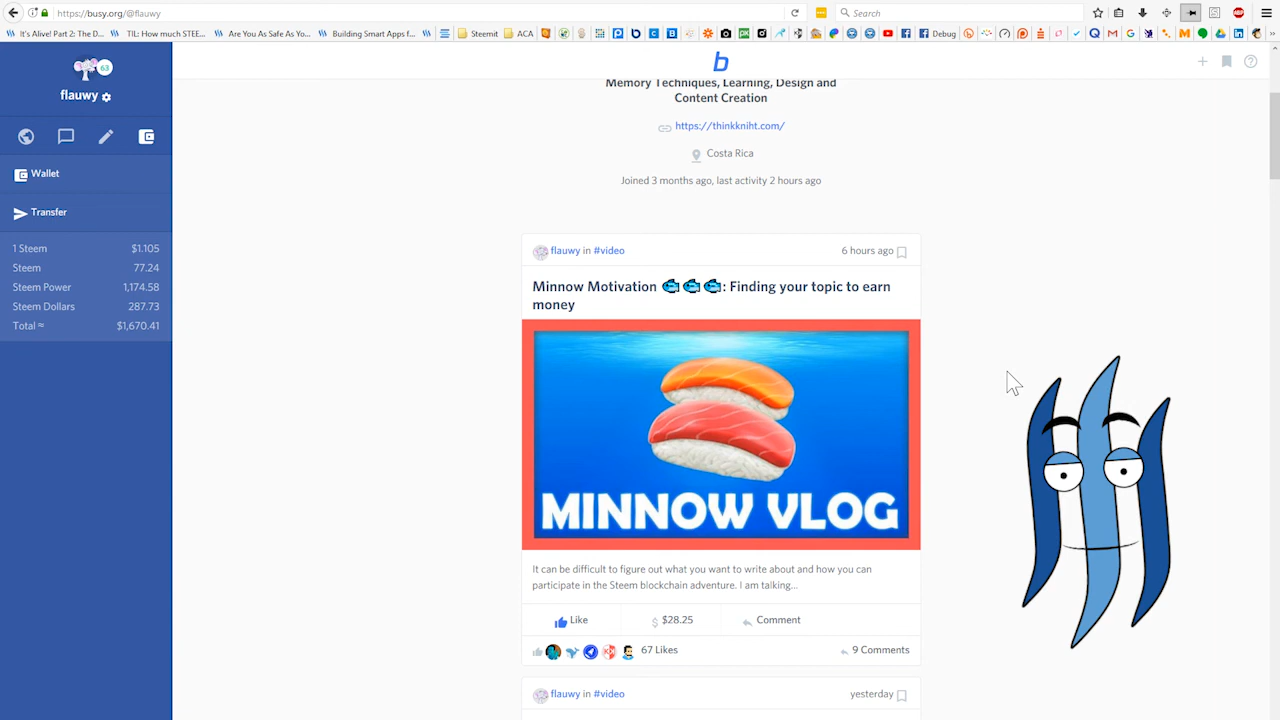 https://busy.org/@flauwy
Search
It's Alive! Part 2: The D...
TIL: How much STEE...
Are You As Safe As Yo...
Building Smart Apps f...
Steemit
ACA
Debug
63
flauwy
b
Wallet
Transfer
1 Steem $1.105
Steem 77.24
Steem Power 1,174.58
Steem Dollars 287.73
Total ≈ $1,670.41
Memory Techniques, Learning, Design and
Content Creation
https://thinkkniht.com/
Costa Rica
Joined 3 months ago, last activity 2 hours ago
flauwy in #video 6 hours ago
Minnow Motivation 🐟🐟🐟: Finding your topic to earn
money
MINNOW VLOG
It can be difficult to figure out what you want to write about and how you can
participate in the Steem blockchain adventure. I am talking...
Like $28.25 Comment
67 Likes 9 Comments
flauwy in #video yesterday